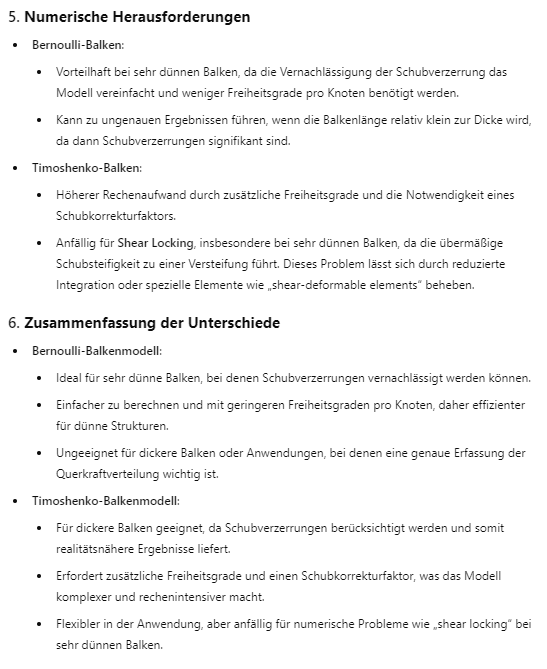 5. Numerische Herausforderungen
• Bernoulli-Balken:
• Vorteilhaft bei sehr dünnen Balken, da die Vernachlässigung der Schubverzerrung das
Modell vereinfacht und weniger Freiheitsgrade pro Knoten benötigt werden.
• Kann zu ungenauen Ergebnissen führen, wenn die Balkenlänge relativ klein zur Dicke wird,
da dann Schubverzerrungen signifikant sind.
• Timoshenko-Balken:
• Höherer Rechenaufwand durch zusätzliche Freiheitsgrade und die Notwendigkeit eines
Schubkorrekturfaktors.
• Anfällig für Shear Locking, insbesondere bei sehr dünnen Balken, da die übermäßige
Schubsteifigkeit zu einer Versteifung führt. Dieses Problem lässt sich durch reduzierte
Integration oder spezielle Elemente wie „shear-deformable elements“ beheben.
6. Zusammenfassung der Unterschiede
• Bernoulli-Balkenmodell:
• Ideal für sehr dünne Balken, bei denen Schubverzerrungen vernachlässigt werden können.
• Einfacher zu berechnen und mit geringeren Freiheitsgraden pro Knoten, daher effizienter
für dünne Strukturen.
• Ungeeignet für dickere Balken oder Anwendungen, bei denen eine genaue Erfassung der
Querkraftverteilung wichtig ist.
• Timoshenko-Balkenmodell:
• Für dickere Balken geeignet, da Schubverzerrungen berücksichtigt werden und somit
realitätsnähere Ergebnisse liefert.
• Erfordert zusätzliche Freiheitsgrade und einen Schubkorrekturfaktor, was das Modell
komplexer und rechenintensiver macht.
• Flexibler in der Anwendung, aber anfällig für numerische Probleme wie „shear locking“ bei
sehr dünnen Balken.